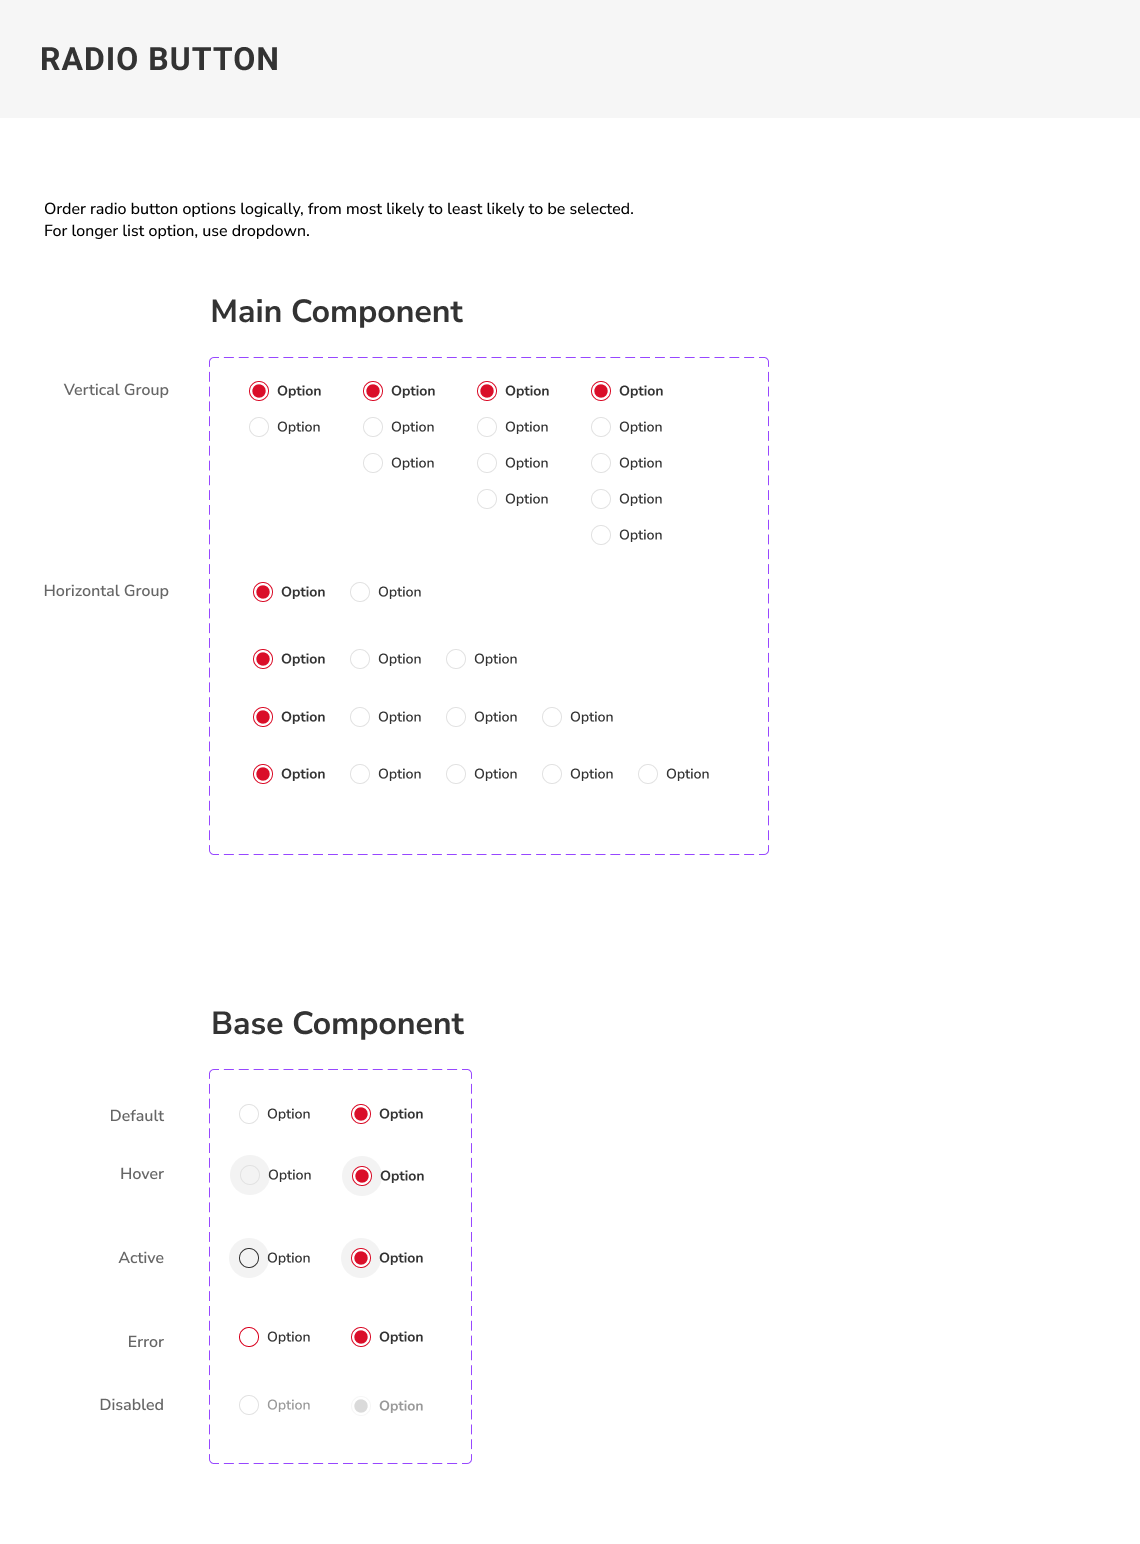 RADIO BUTTON
Order radio button options logically, from most likely to least likely to be selected.
For longer list option, use dropdown.
Main Component
Vertical Group
Option Option Option Option
Option Option Option Option
Option Option Option
Option Option
Option
Horizontal Group
Option Option
Option Option Option
Option Option Option Option
Option Option Option Option Option
Base Component
Default Option Option
Hover Option Option
Active Option Option
Error Option Option
Disabled Option Option